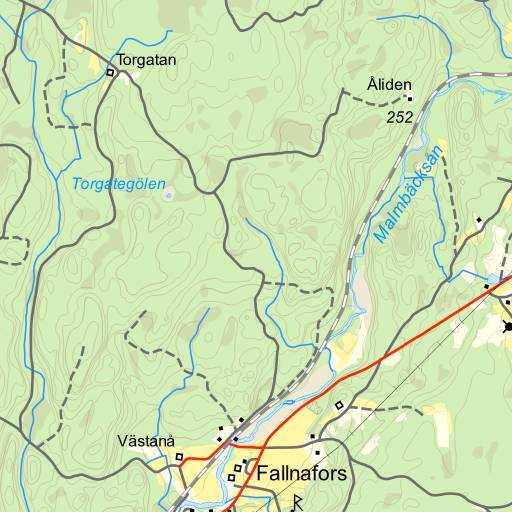 Torgatan
Åliden
252
Torgategölen
Malmbäcksån
Västanå
Fallnafors